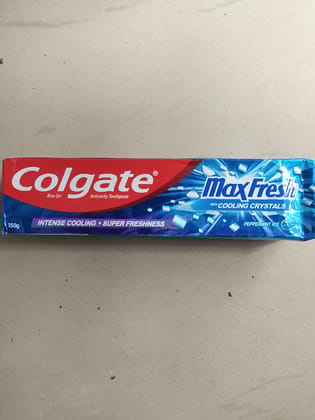 Colgate®
Blue Gel Anticavity Toothpaste
MaxFresh
WITH COOLING CRYSTALS
150g
INTENSE COOLING • SUPER FRESHNESS
PEPPERMINT ICE